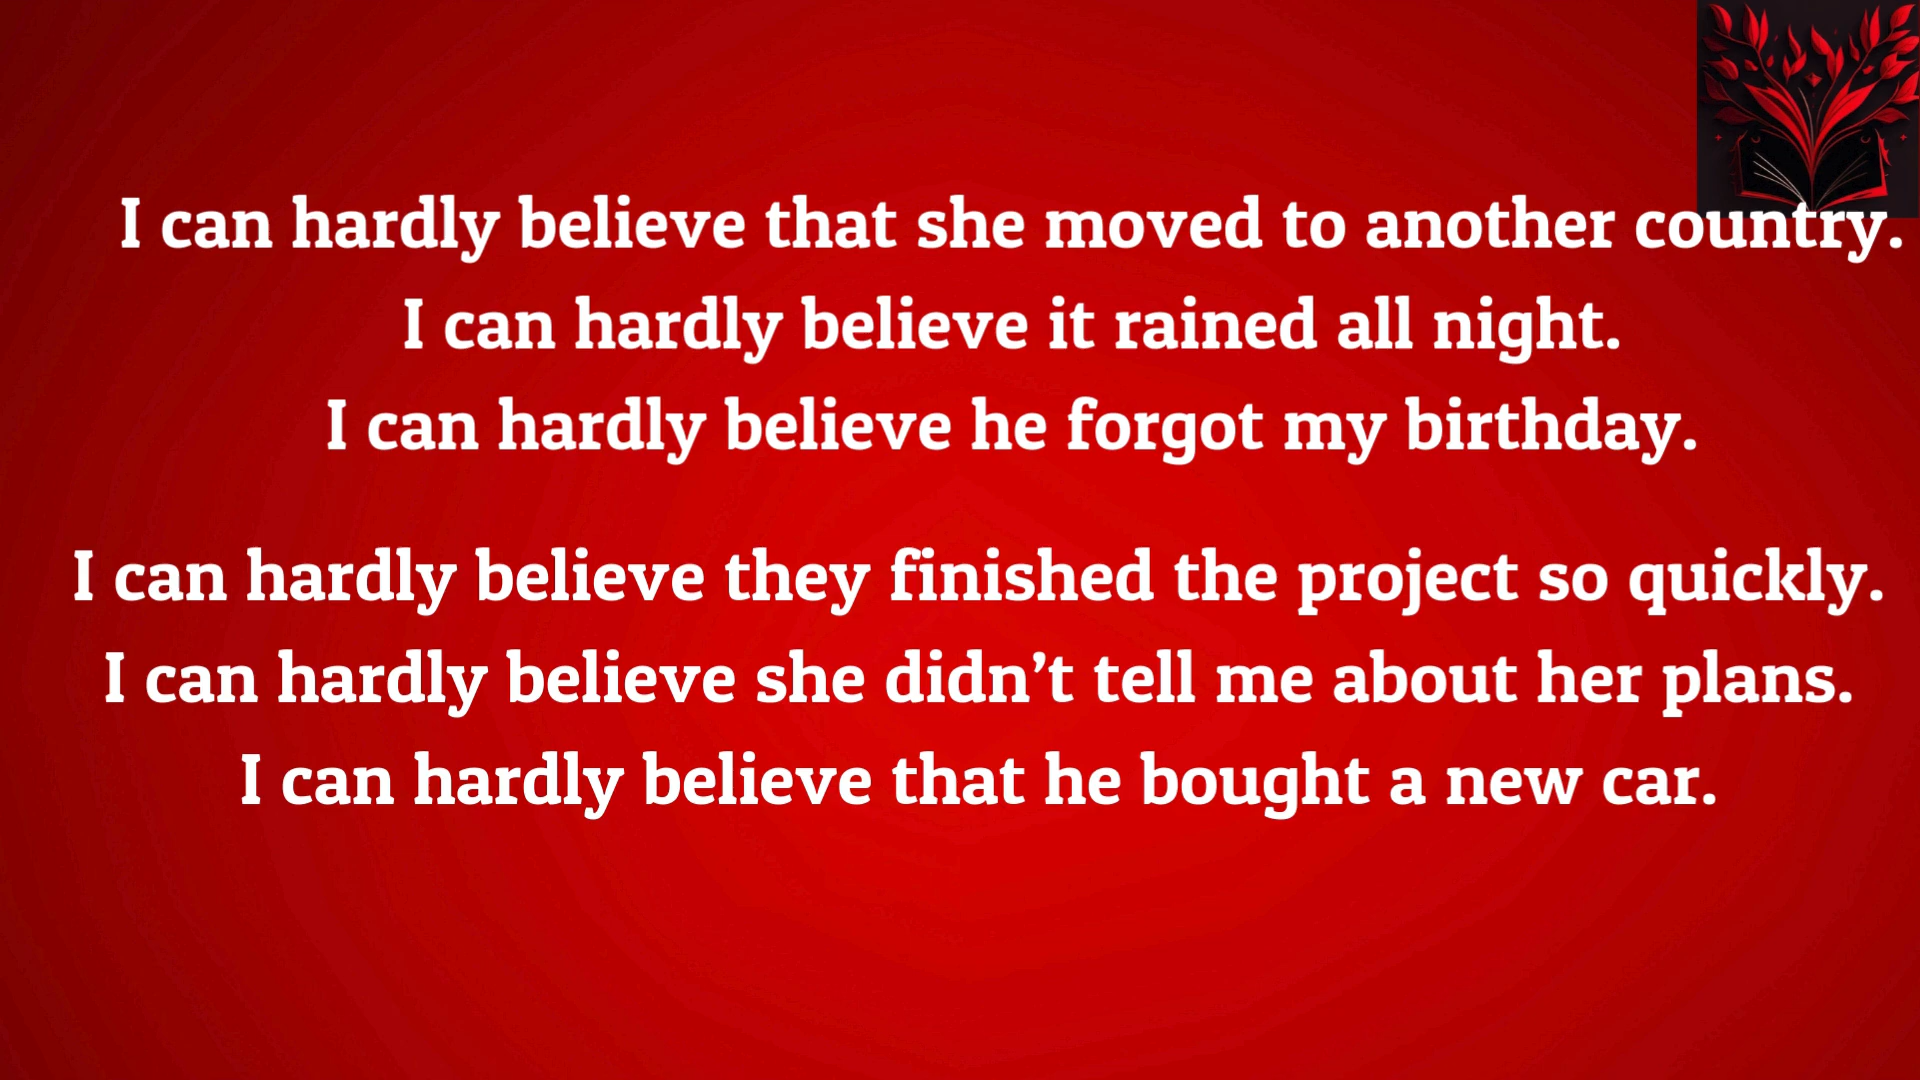 I can hardly believe that she moved to another country.
I can hardly believe it rained all night.
I can hardly believe he forgot my birthday.
I can hardly believe they finished the project so quickly.
I can hardly believe she didn’t tell me about her plans.
I can hardly believe that he bought a new car.